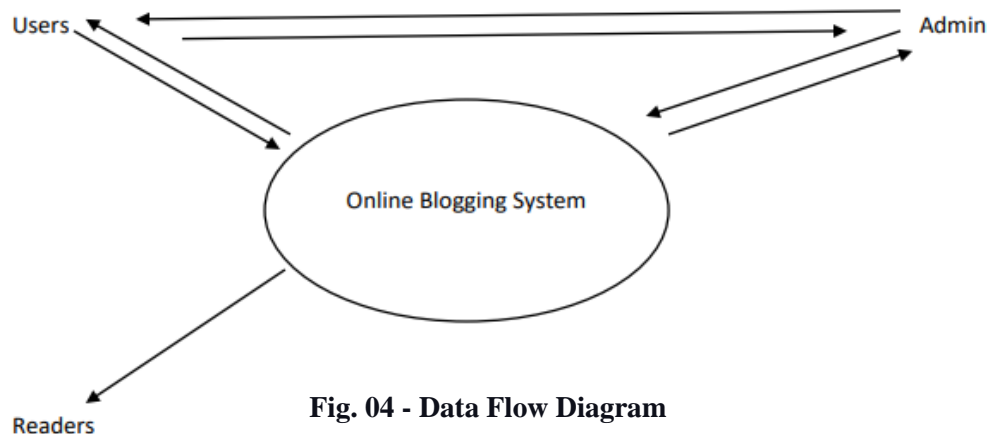 Users
Admin
Online Blogging System
Fig. 04 - Data Flow Diagram
Readers